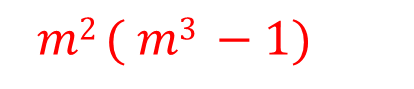 m² ( m³ − 1)